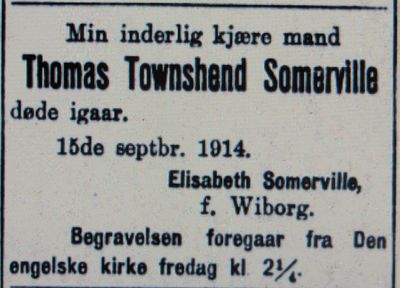 Min inderlig kjære mand
Thomas Townshend Somerville
døde igaar.
15de septbr. 1914.
Elisabeth Somerville,
f. Wiborg.
Begravelsen foregaar fra Den
engelske kirke fredag kl 2¼.